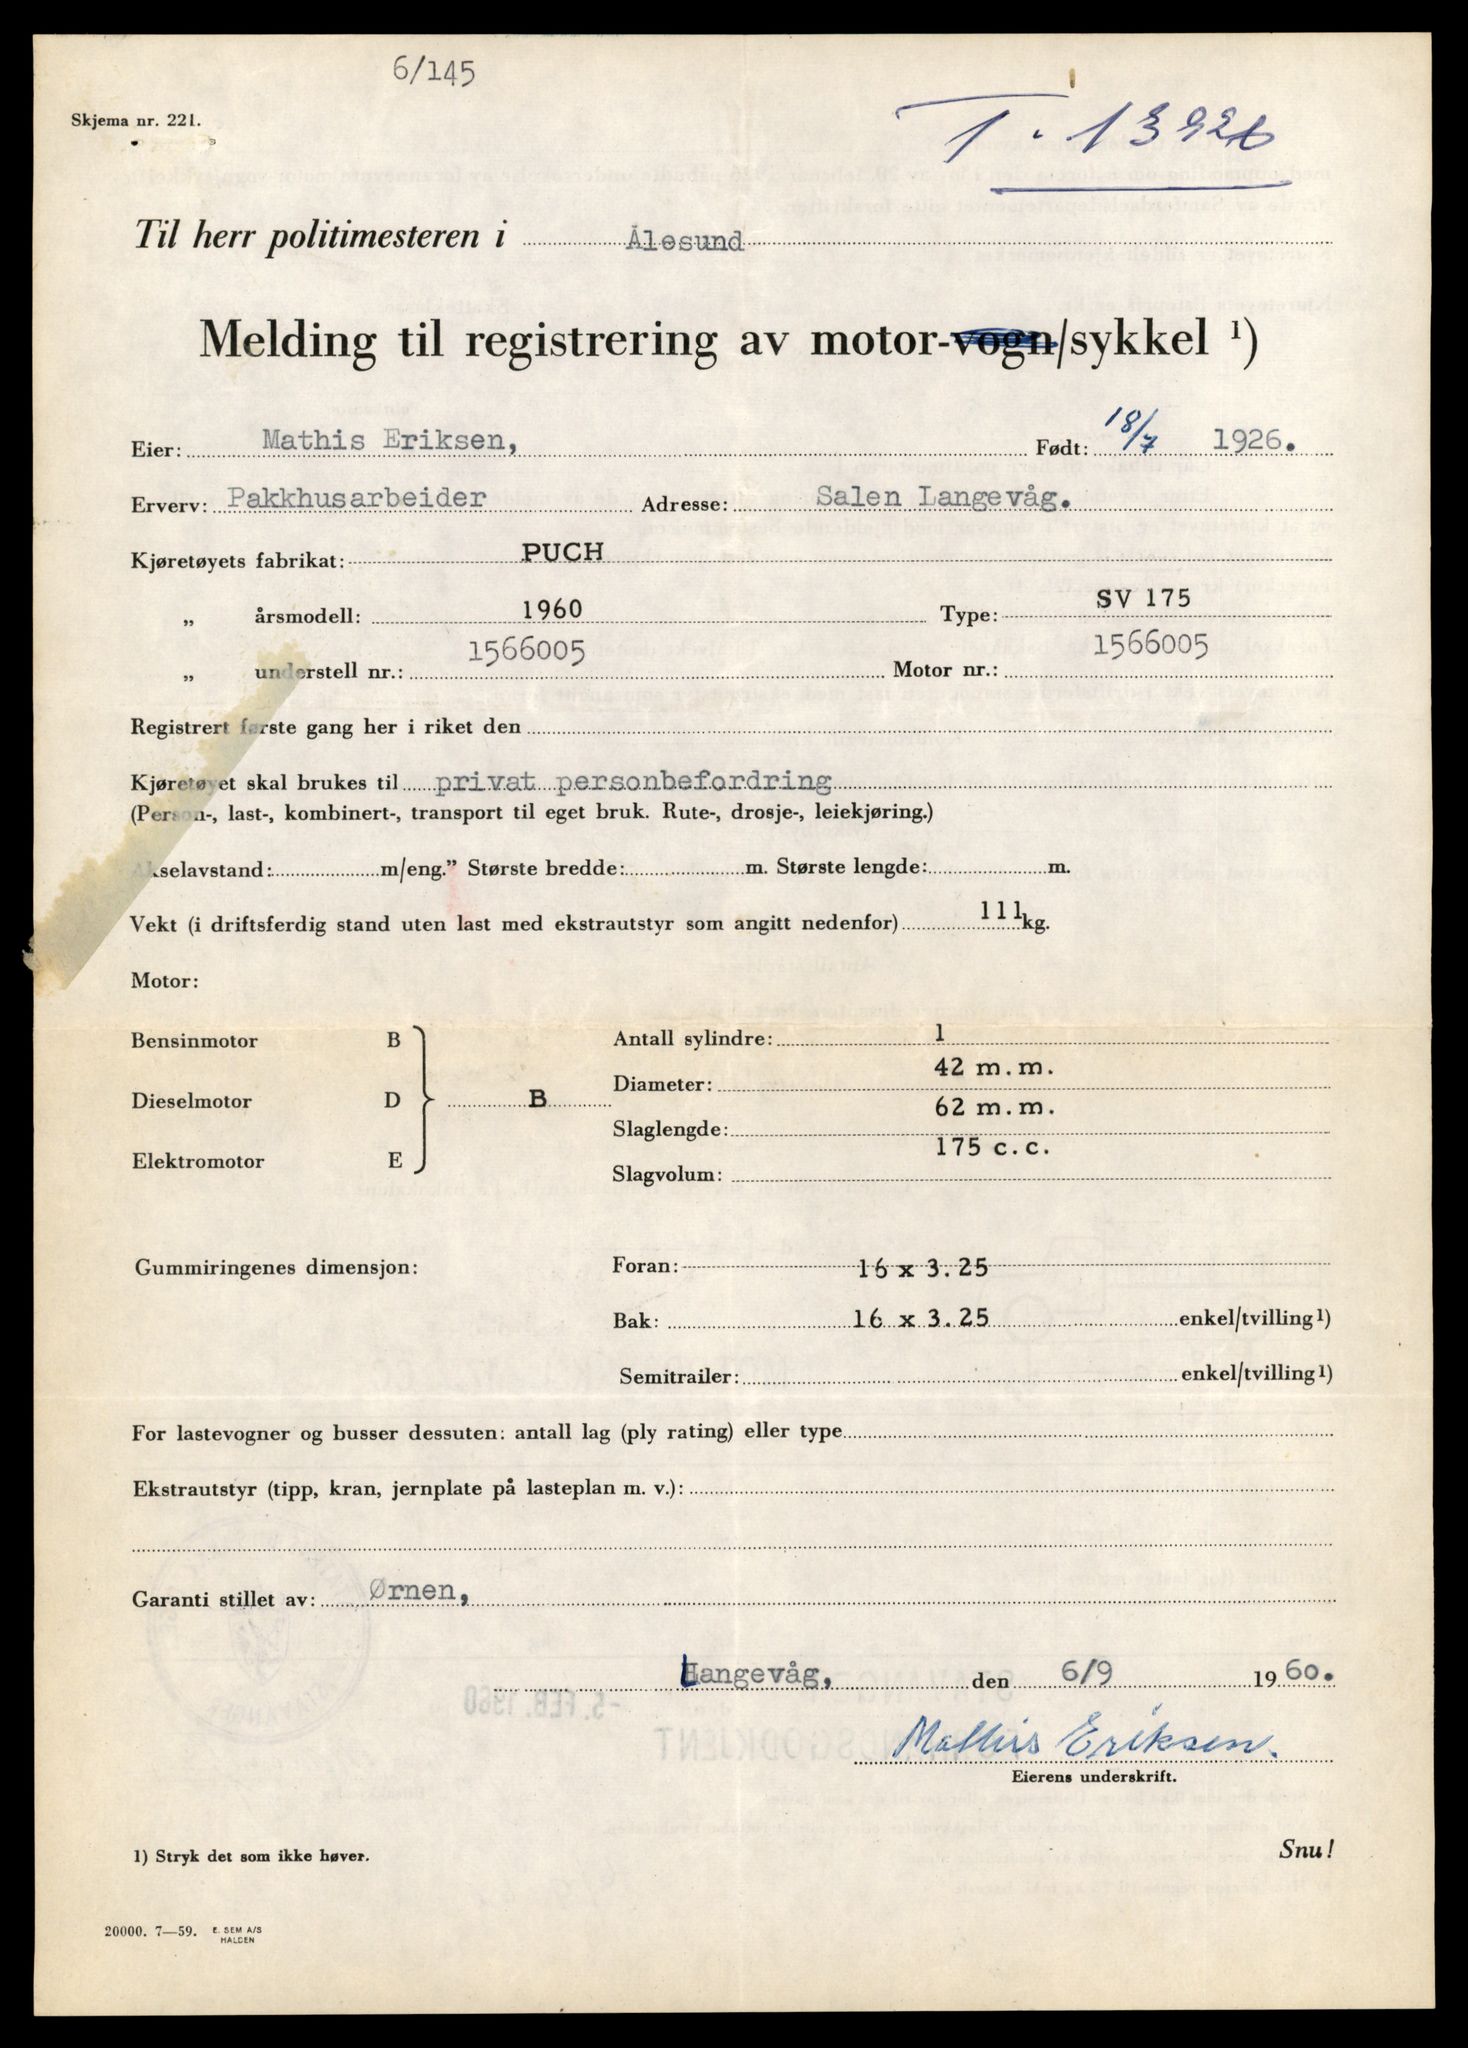 6/145
Skjema nr. 221.
T - 13926
Til herr politimesteren i Ålesund
Melding til registrering av motor-vogn/sykkel 1)
Eier: Mathis Eriksen, Født: 18/7 1926.
Erverv: Pakkhusarbeider Adresse: Salen Langevåg.
Kjøretøyets fabrikat: PUCH
„ årsmodell: 1960 Type: SV 175
„ understell nr.: 1566005 Motor nr.: 1566005
Registrert første gang her i riket den
Kjøretøyet skal brukes til privat personbefordring
(Person-, last-, kombinert-, transport til eget bruk. Rute-, drosje-, leiekjøring.)
Akselavstand: m/eng.” Største bredde: m. Største lengde: m.
Vekt (i driftsferdig stand uten last med ekstrautstyr som angitt nedenfor) 111 kg.
Motor:
Bensinmotor B
Dieselmotor D
Elektromotor E
B
Antall sylindre: 1
Diameter: 42 m.m.
Slaglengde: 62 m.m.
Slagvolum: 175 c.c.
Gummiringenes dimensjon: Foran: 16 x 3.25
Bak: 16 x 3.25 enkel/tvilling 1)
Semitrailer: enkel/tvilling 1)
For lastevogner og busser dessuten: antall lag (ply rating) eller type
Ekstrautstyr (tipp, kran, jernplate på lasteplan m. v.):
Garanti stillet av: Ørnen,
Langevåg, den 6/9 1960.
Mathis Eriksen.
Eierens underskrift.
1) Stryk det som ikke høver.
Snu!
20000. 7—59. E. SEM A/S
HALDEN